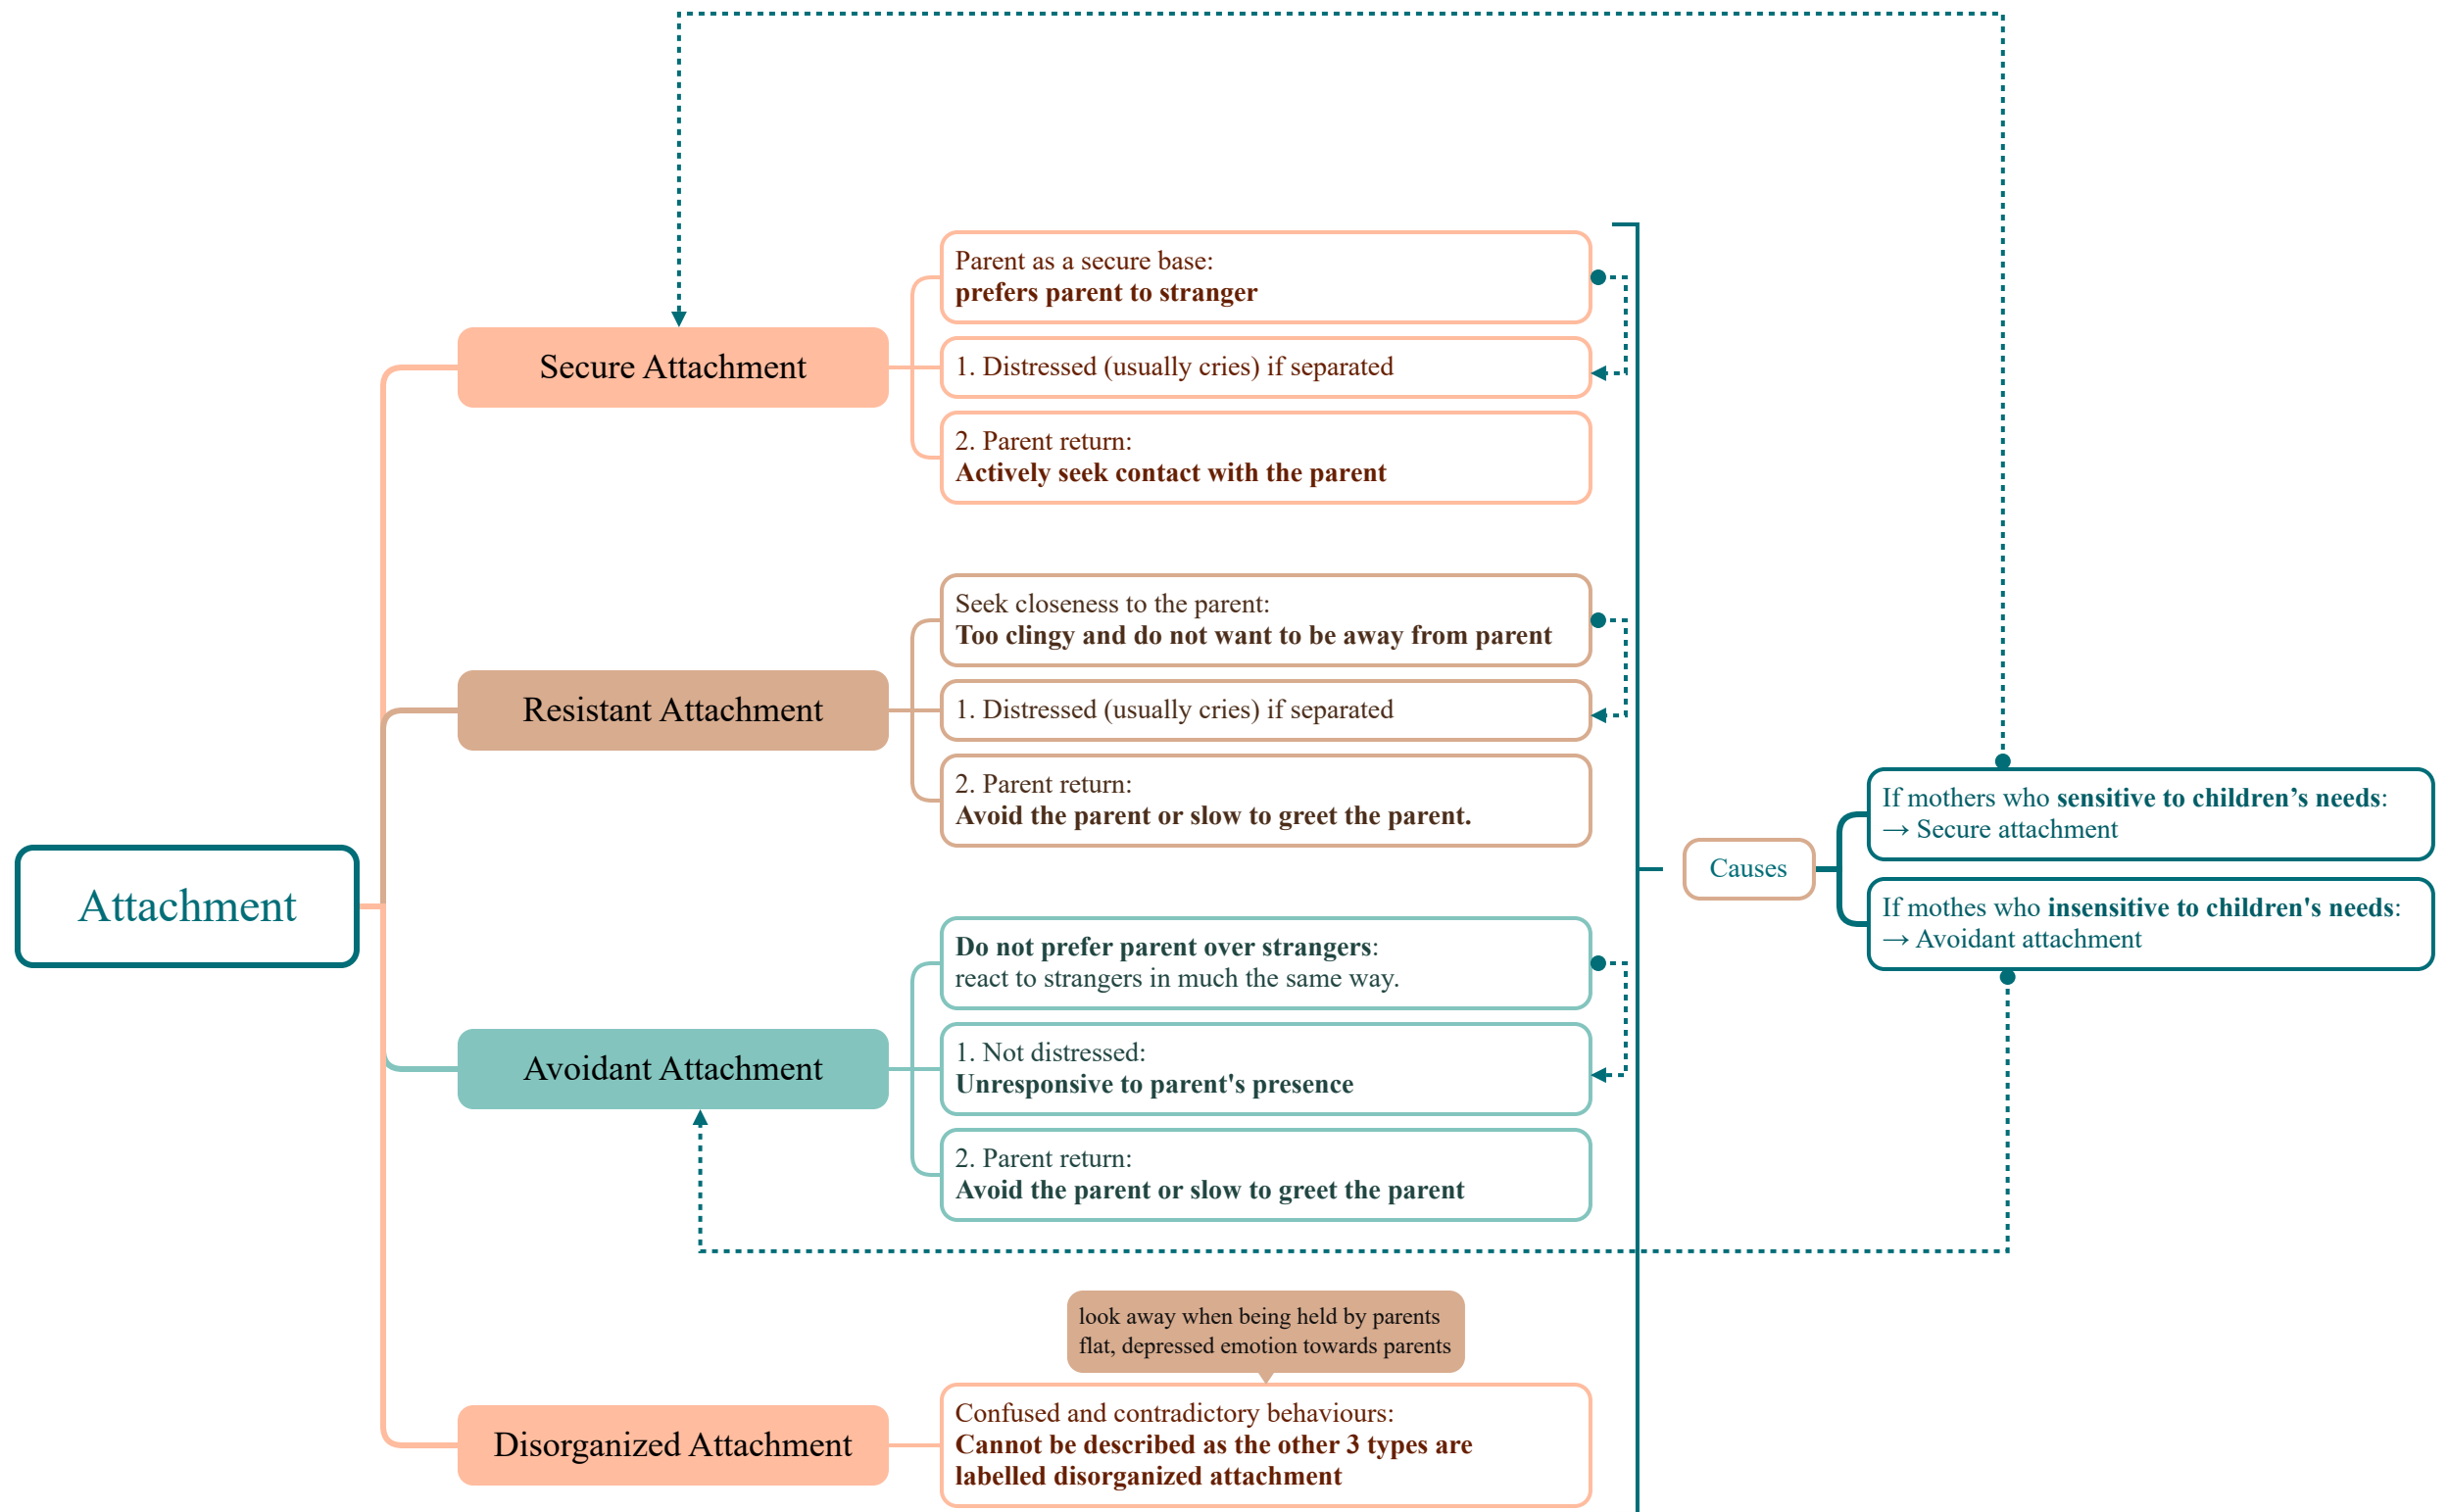 Attachment
Secure Attachment
Parent as a secure base:
prefers parent to stranger
1. Distressed (usually cries) if separated
2. Parent return:
Actively seek contact with the parent
Resistant Attachment
Seek closeness to the parent:
Too clingy and do not want to be away from parent
1. Distressed (usually cries) if separated
2. Parent return:
Avoid the parent or slow to greet the parent.
Avoidant Attachment
Do not prefer parent over strangers:
react to strangers in much the same way.
1. Not distressed:
Unresponsive to parent's presence
2. Parent return:
Avoid the parent or slow to greet the parent
Disorganized Attachment
look away when being held by parents
flat, depressed emotion towards parents
Confused and contradictory behaviours:
Cannot be described as the other 3 types are
labelled disorganized attachment
Causes
If mothers who sensitive to children’s needs:
→ Secure attachment
If mothes who insensitive to children's needs:
→ Avoidant attachment